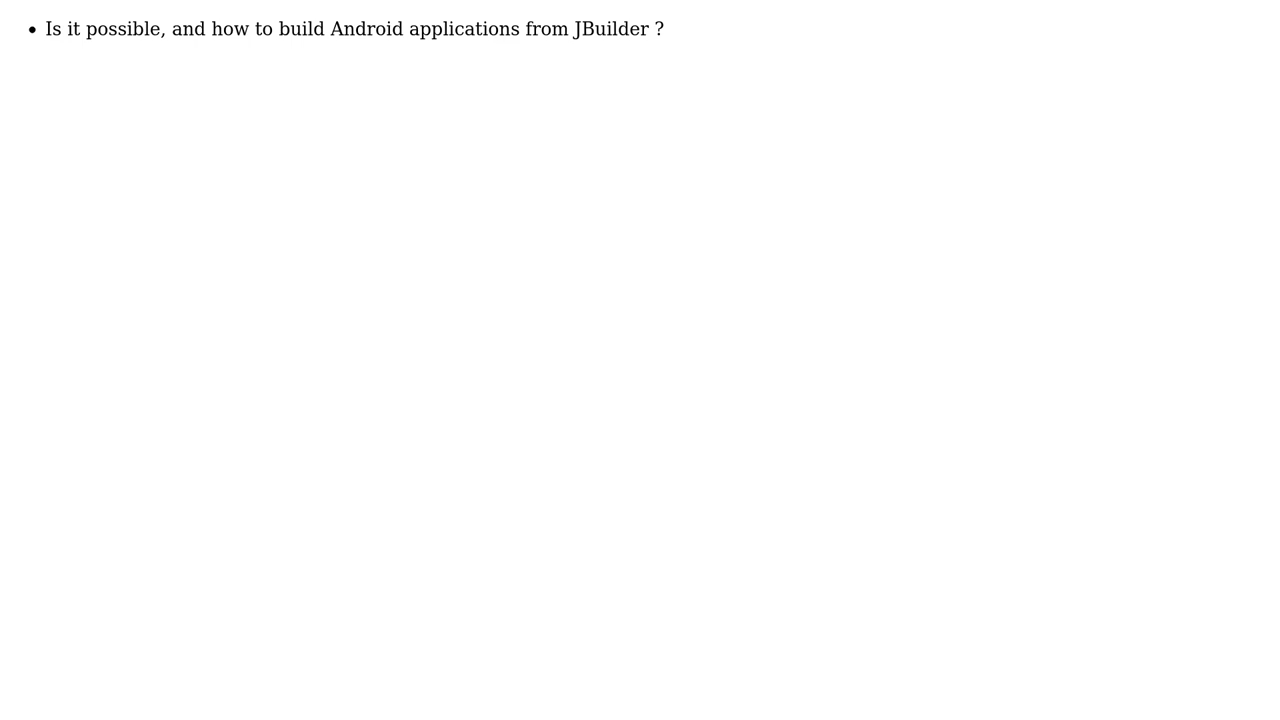 • Is it possible, and how to build Android applications from JBuilder ?